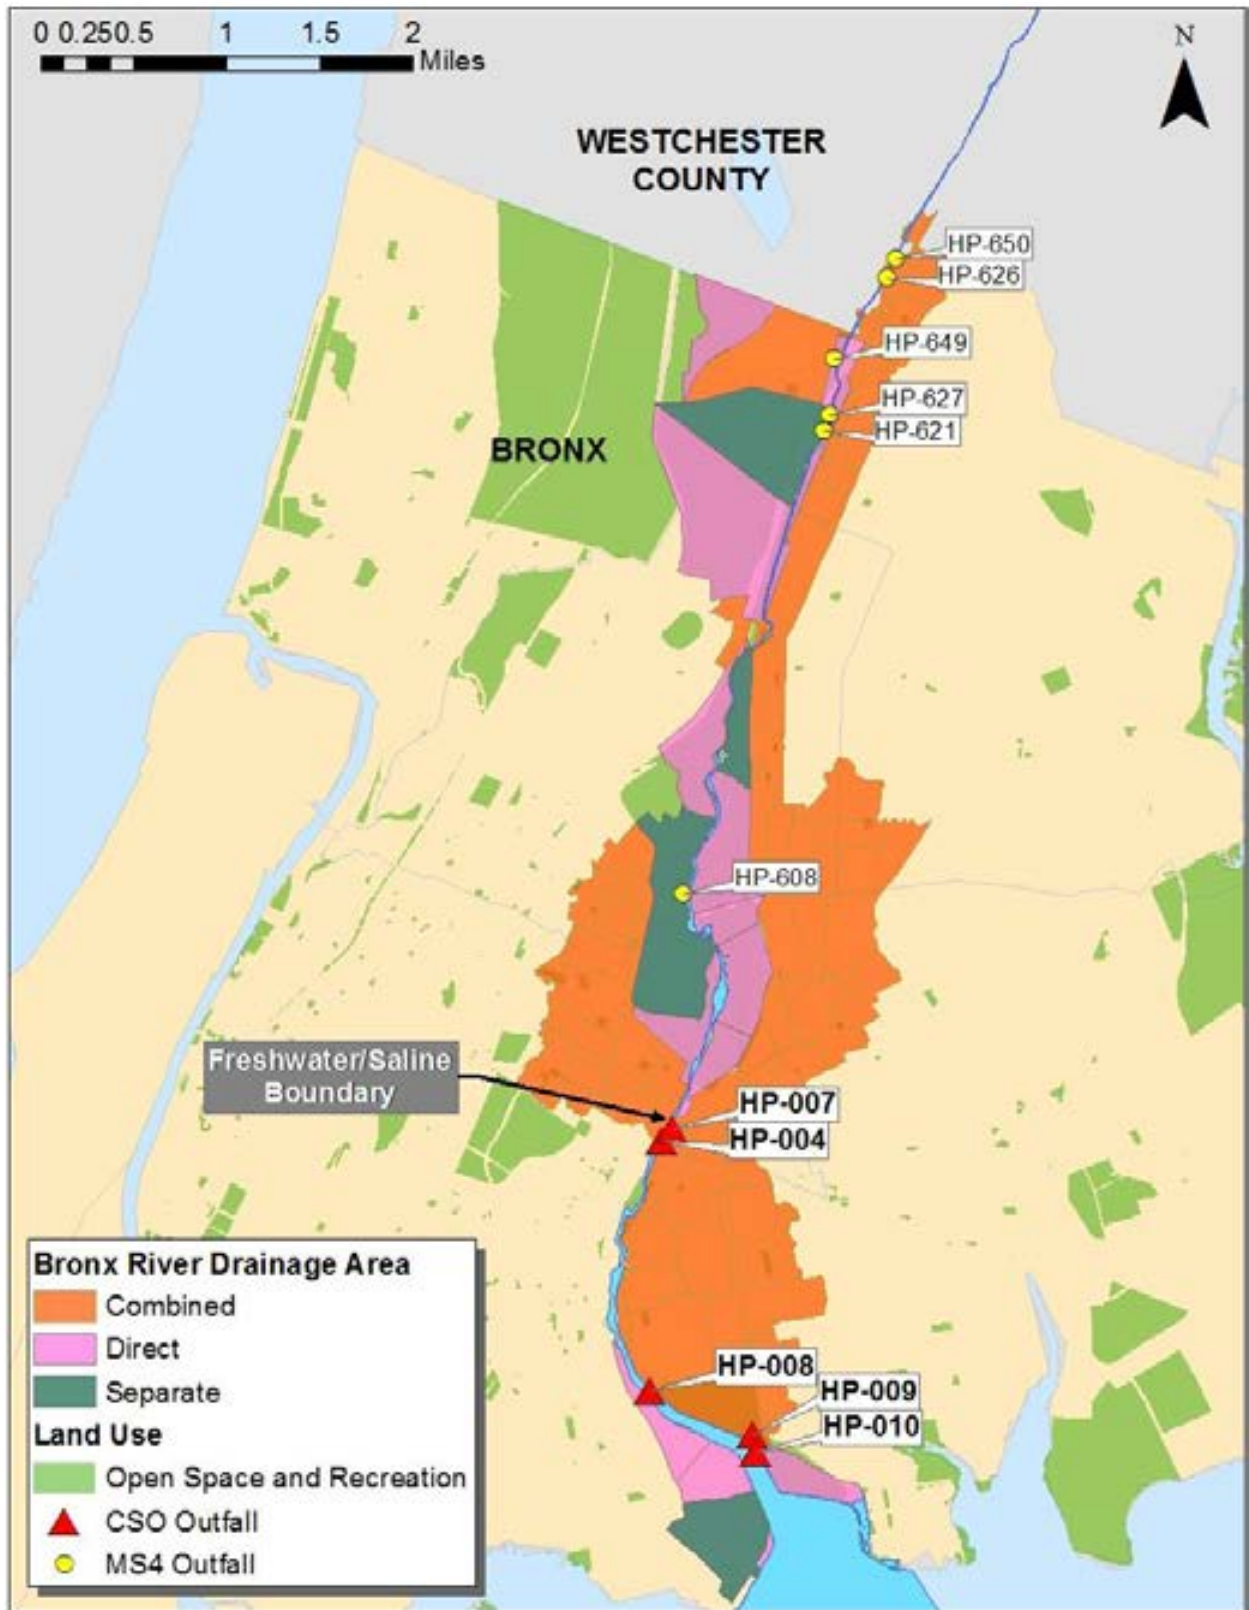 0 0.25 0.5 1 1.5 2
Miles
N
WESTCHESTER
COUNTY
HP-650
HP-626
HP-649
HP-627
HP-621
BRONX
HP-608
Freshwater/Saline
Boundary
HP-007
HP-004
HP-008
HP-009
HP-010
Bronx River Drainage Area
Combined
Direct
Separate
Land Use
Open Space and Recreation
CSO Outfall
MS4 Outfall